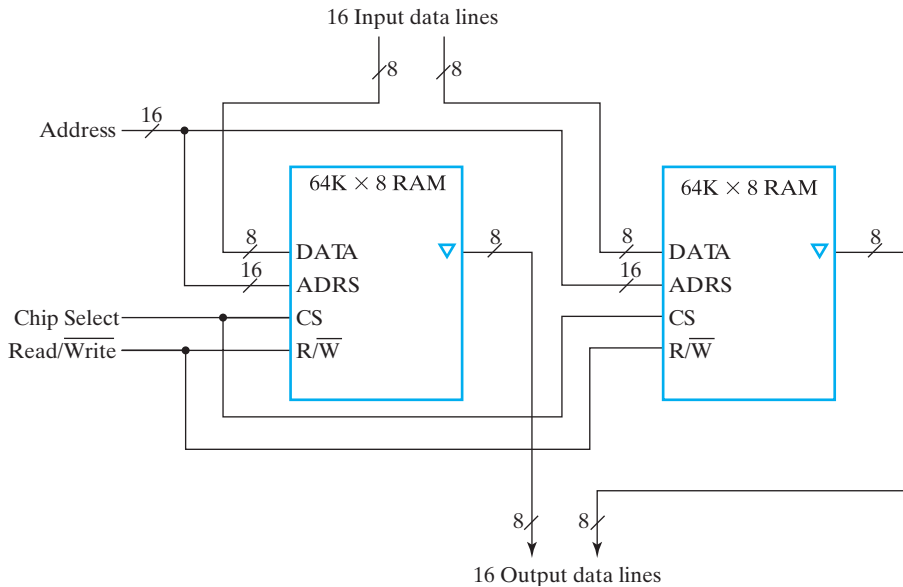 16 Input data lines
8
8
16
Address
64K × 8 RAM
64K × 8 RAM
8
DATA
8
8
DATA
8
16
ADRS
16
ADRS
Chip Select
CS
CS
Read/W̅r̅i̅t̅e̅
R/W̅
R/W̅
8
8
16 Output data lines